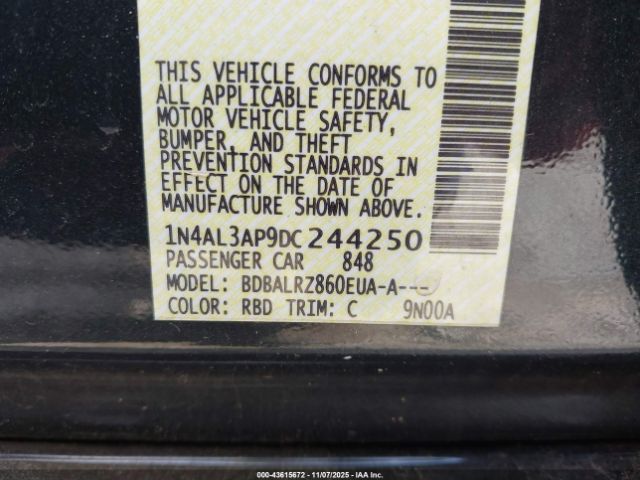 THIS VEHICLE CONFORMS TO
ALL APPLICABLE FEDERAL
MOTOR VEHICLE SAFETY,
BUMPER, AND THEFT
PREVENTION STANDARDS IN
EFFECT ON THE DATE OF
MANUFACTURE SHOWN ABOVE.
1N4AL3AP9DC244250
PASSENGER CAR 848
MODEL: BDBALRZ860EUA-A---
COLOR: RBD TRIM: C 9N00A
000-43615672 | 11/07/2025 | IAA Inc.